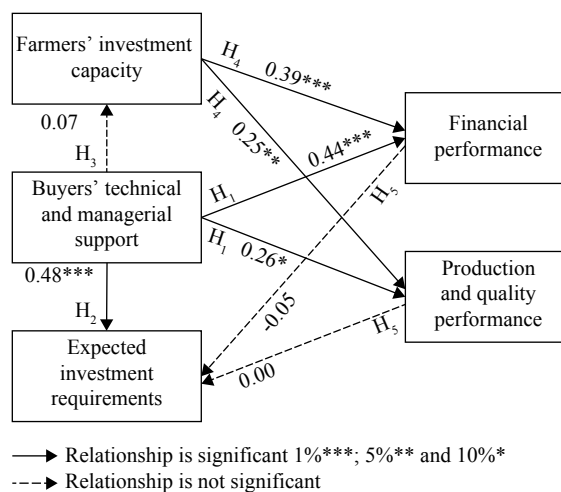 Farmers' investment
capacity
H4 0.39***
H4 0.25**
Financial
performance
0.07
H3
0.44***
H1
H5
Buyers' technical
and managerial
support
H1 0.26*
Production
and quality
performance
0.48***
H2
-0.05
H5
0.00
Expected
investment
requirements
Relationship is significant 1%***; 5%** and 10%*
Relationship is not significant